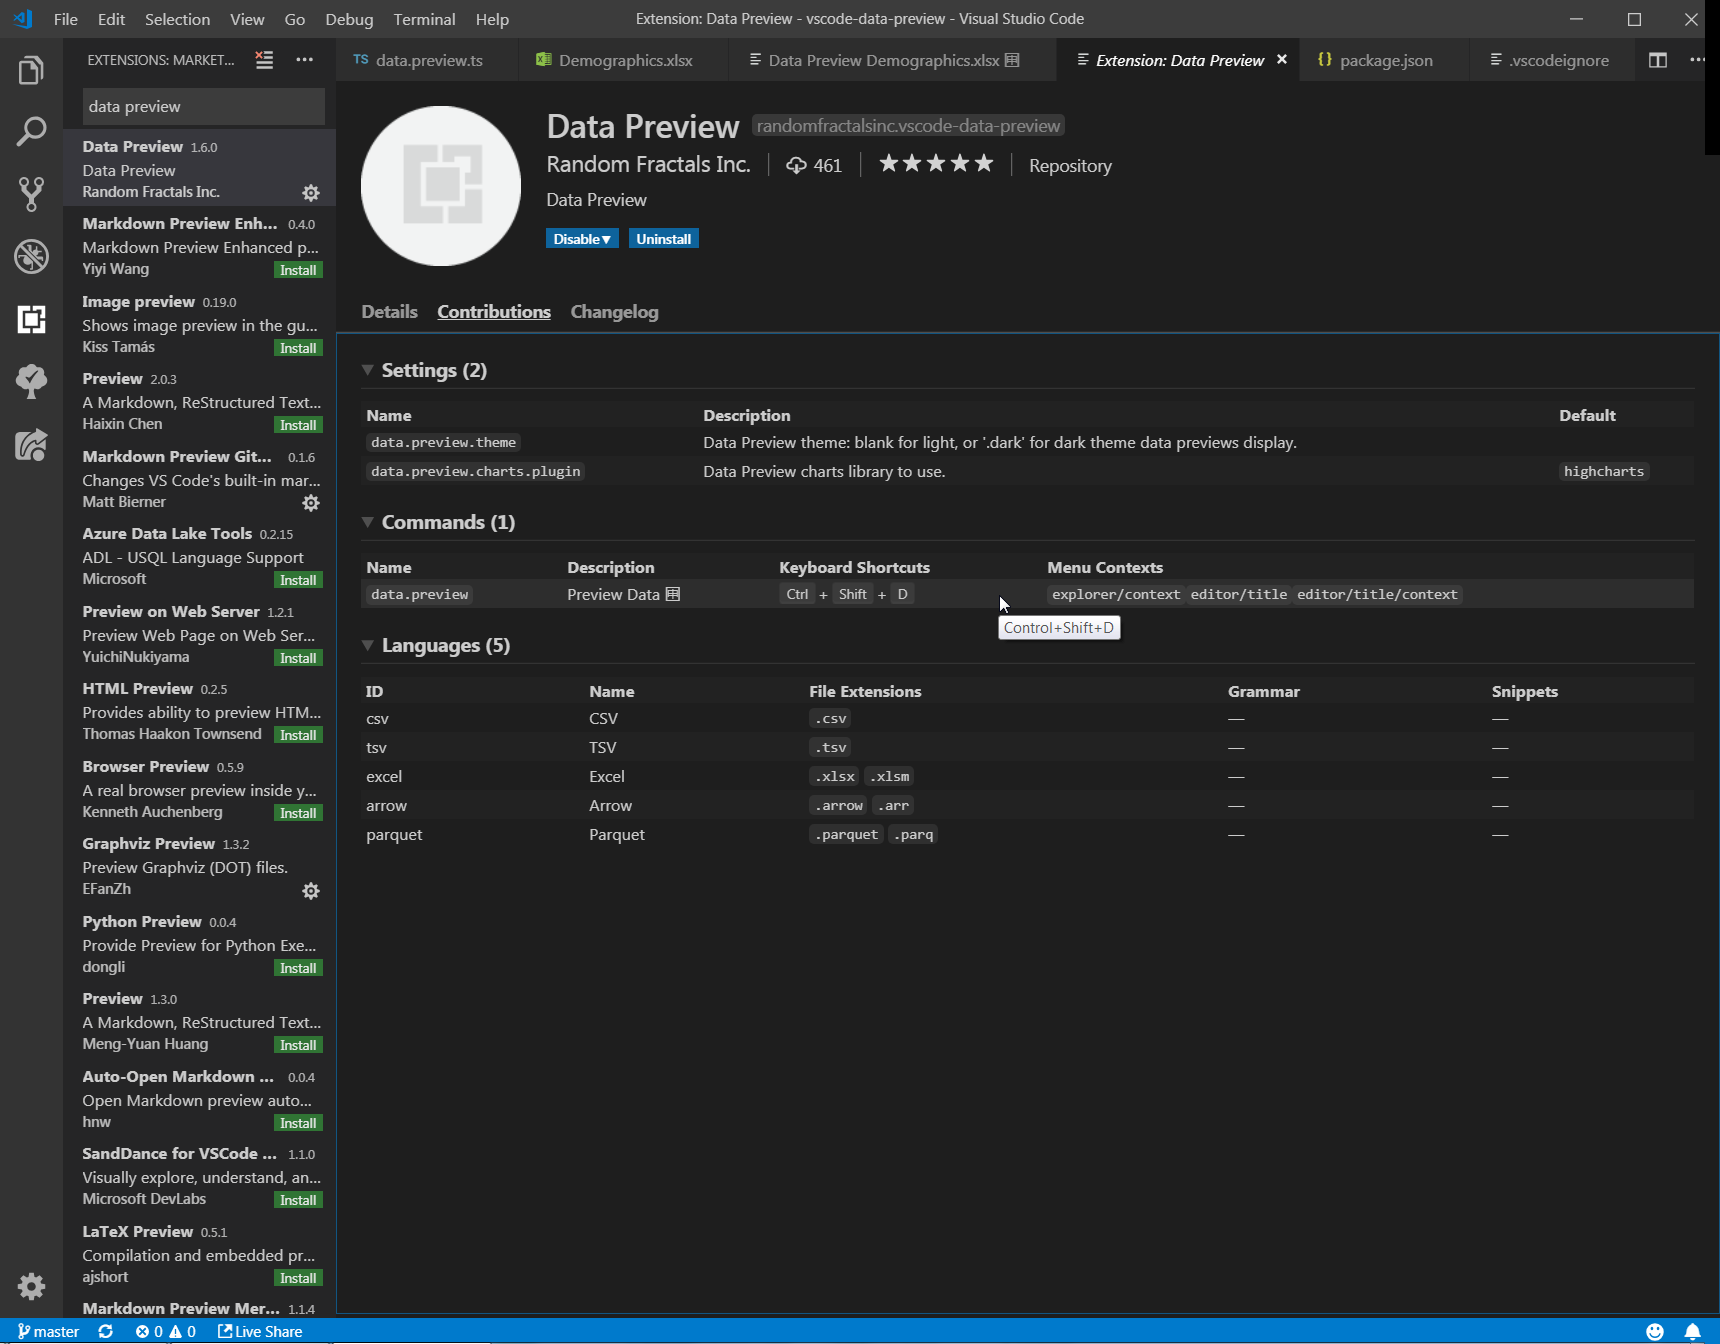 File Edit Selection View Go Debug Terminal Help
Extension: Data Preview - vscode-data-preview - Visual Studio Code
EXTENSIONS: MARKET...
TS data.preview.ts
Demographics.xlsx
Data Preview Demographics.xlsx
Extension: Data Preview
{} package.json
.vscodeignore
data preview
Data Preview 1.6.0
Data Preview
Random Fractals Inc.
Markdown Preview Enh... 0.4.0
Markdown Preview Enhanced p...
Yiyi Wang Install
Image preview 0.19.0
Shows image preview in the gu...
Kiss Tamás Install
Preview 2.0.3
A Markdown, ReStructured Text...
Haixin Chen Install
Markdown Preview Git... 0.1.6
Changes VS Code's built-in mar...
Matt Bierner
Azure Data Lake Tools 0.2.15
ADL - USQL Language Support
Microsoft Install
Preview on Web Server 1.2.1
Preview Web Page on Web Ser...
YuichiNukiyama Install
HTML Preview 0.2.5
Provides ability to preview HTM...
Thomas Haakon Townsend Install
Browser Preview 0.5.9
A real browser preview inside y...
Kenneth Auchenberg Install
Graphviz Preview 1.3.2
Preview Graphviz (DOT) files.
EFanZh
Python Preview 0.0.4
Provide Preview for Python Exe...
dongli Install
Preview 1.3.0
A Markdown, ReStructured Text...
Meng-Yuan Huang Install
Auto-Open Markdown ... 0.0.4
Open Markdown preview auto...
hnw Install
SandDance for VSCode ... 1.1.0
Visually explore, understand, an...
Microsoft DevLabs Install
LaTeX Preview 0.5.1
Compilation and embedded pr...
ajshort Install
Markdown Preview Mer... 1.1.4
Data Preview randomfractalsinc.vscode-data-preview
Random Fractals Inc. 461 Repository
Data Preview
Disable▼ Uninstall
Details Contributions Changelog
Settings (2)
Name Description Default
data.preview.theme Data Preview theme: blank for light, or '.dark' for dark theme data previews display.
data.preview.charts.plugin Data Preview charts library to use. highcharts
Commands (1)
Name Description Keyboard Shortcuts Menu Contexts
data.preview Preview Data Ctrl + Shift + D explorer/context editor/title editor/title/context
Control+Shift+D
Languages (5)
ID Name File Extensions Grammar Snippets
csv CSV .csv — —
tsv TSV .tsv — —
excel Excel .xlsx .xlsm — —
arrow Arrow .arrow .arr — —
parquet Parquet .parquet .parq — —
master 0 0 Live Share